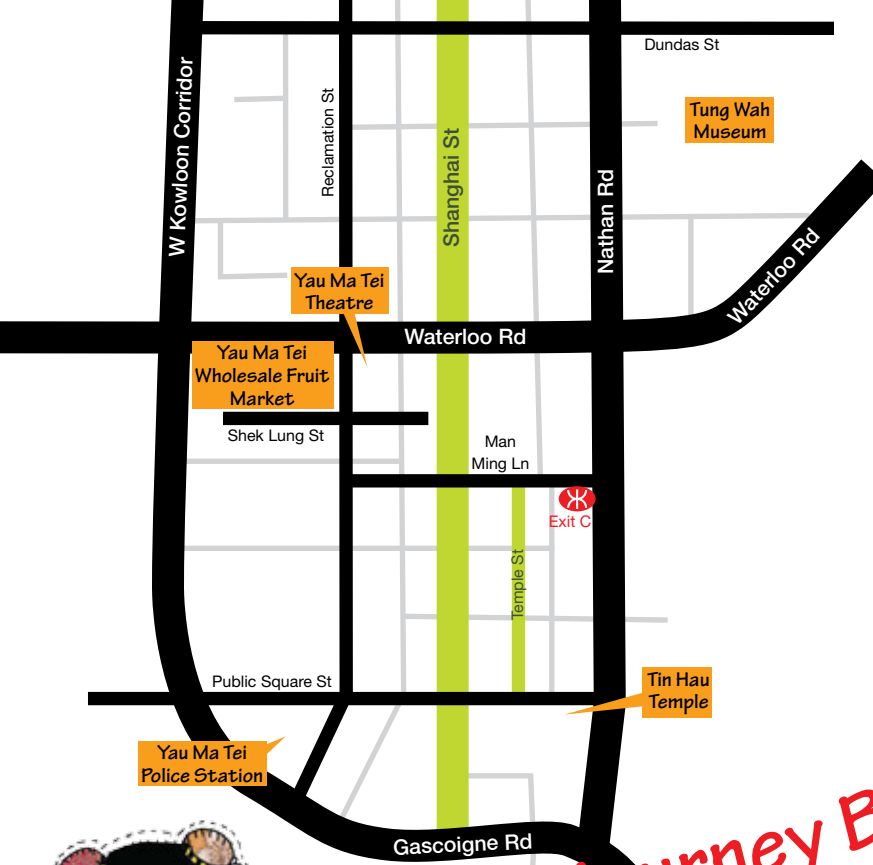 Dundas St
W Kowloon Corridor
Reclamation St
Shanghai St
Nathan Rd
Tung Wah
Museum
Waterloo Rd
Yau Ma Tei
Theatre
Waterloo Rd
Yau Ma Tei
Wholesale Fruit
Market
Shek Lung St
Man
Ming Ln
Exit C
Temple St
Public Square St
Tin Hau
Temple
Yau Ma Tei
Police Station
Gascoigne Rd
urney B